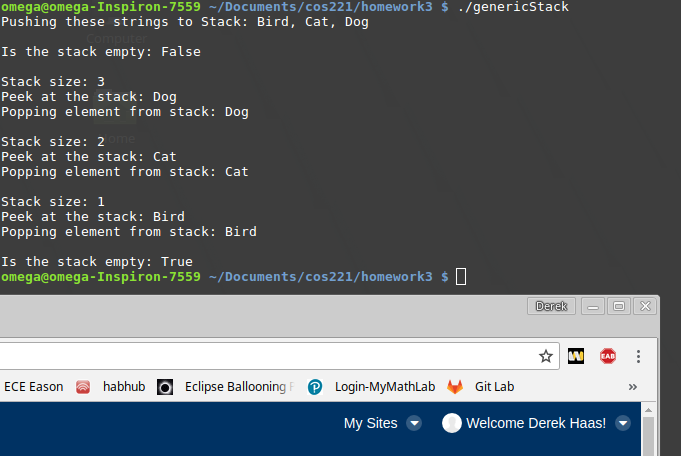 omega@omega-Inspiron-7559 ~/Documents/cos221/homework3 $ ./genericStack
Pushing these strings to Stack: Bird, Cat, Dog
Computer
Is the stack empty: False
Stack size: 3
Peek at the stack: Dog
Popping element from stack: Dog
Home
Stack size: 2
Peek at the stack: Cat
Popping element from stack: Cat
Stack size: 1
Peek at the stack: Bird
Popping element from stack: Bird
Is the stack empty: True
omega@omega-Inspiron-7559 ~/Documents/cos221/homework3 $
Derek
EAB
ECE Eason habhub Eclipse Ballooning Login-MyMathLab Git Lab »
My Sites Welcome Derek Haas!